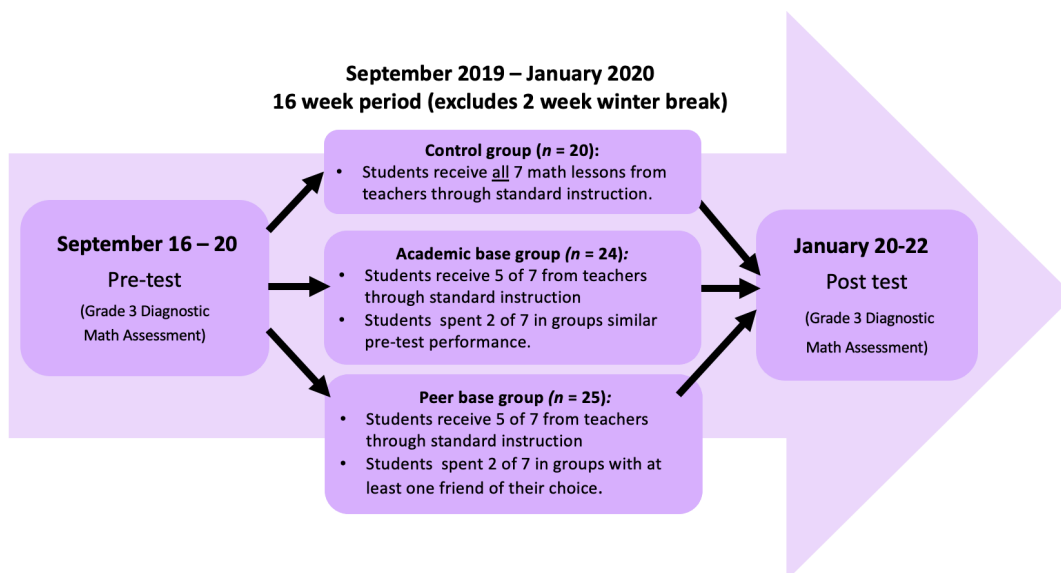 September 2019 – January 2020
16 week period (excludes 2 week winter break)
September 16 – 20
Pre-test
(Grade 3 Diagnostic
Math Assessment)
Control group (n = 20):
• Students receive all 7 math lessons from
teachers through standard instruction.
Academic base group (n = 24):
• Students receive 5 of 7 from teachers
through standard instruction
• Students spent 2 of 7 in groups similar
pre-test performance.
Peer base group (n = 25):
• Students receive 5 of 7 from teachers
through standard instruction
• Students spent 2 of 7 in groups with at
least one friend of their choice.
January 20-22
Post test
(Grade 3 Diagnostic
Math Assessment)